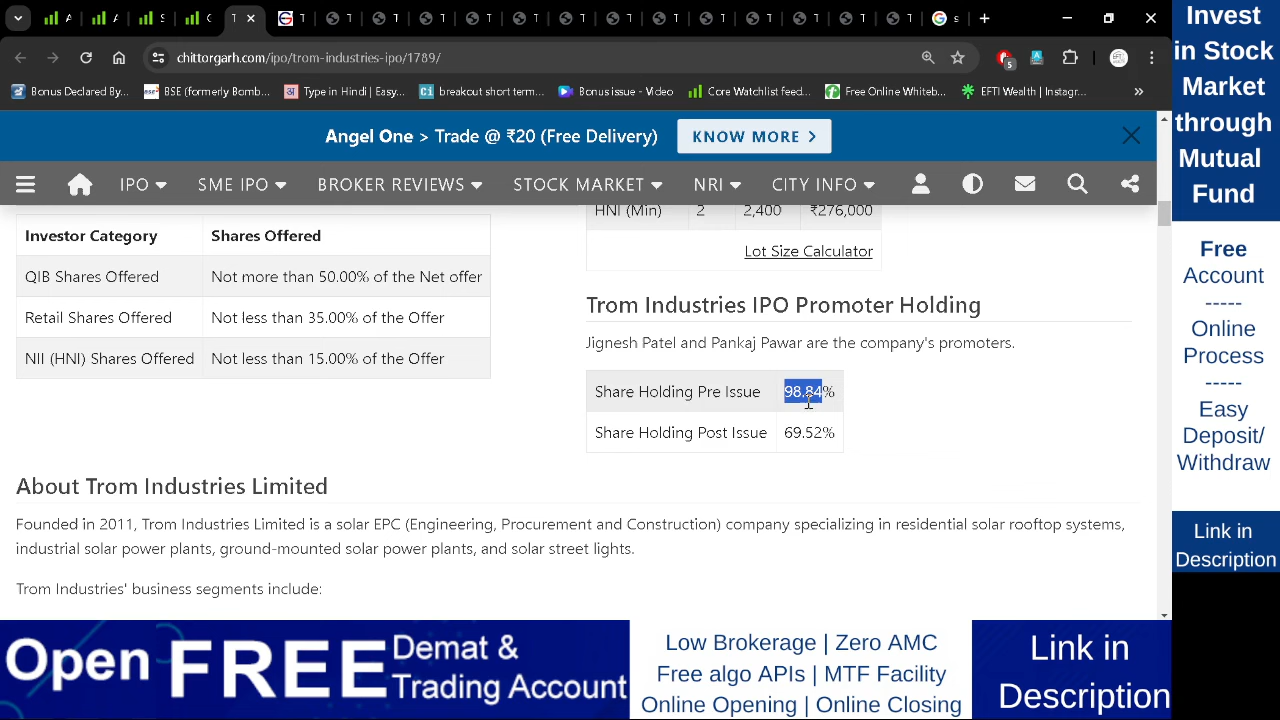 chittorgarh.com/ipo/trom-industries-ipo/1789/
5
Bonus Declared By...
BSE (formerly Bomb...
Type in Hindi | Easy...
breakout short term...
Bonus issue - Video
Core Watchlist feed...
Free Online Whiteb...
EFTI Wealth | Instagr...
»
Angel One > Trade @ ₹20 (Free Delivery)
KNOW MORE >
IPO
SME IPO
BROKER REVIEWS
STOCK MARKET
NRI
CITY INFO
Investor Category Shares Offered
QIB Shares Offered Not more than 50.00% of the Net offer
Retail Shares Offered Not less than 35.00% of the Offer
NII (HNI) Shares Offered Not less than 15.00% of the Offer
HNI (Min) 2 2,400 ₹276,000
Lot Size Calculator
Trom Industries IPO Promoter Holding
Jignesh Patel and Pankaj Pawar are the company's promoters.
Share Holding Pre Issue 98.84%
Share Holding Post Issue 69.52%
About Trom Industries Limited
Founded in 2011, Trom Industries Limited is a solar EPC (Engineering, Procurement and Construction) company specializing in residential solar rooftop systems,
industrial solar power plants, ground-mounted solar power plants, and solar street lights.
Trom Industries' business segments include:
Invest
in Stock
Market
through
Mutual
Fund
Free
Account
-----
Online
Process
-----
Easy
Deposit/
Withdraw
Link in
Description
Open FREE
Demat &
Trading Account
Low Brokerage | Zero AMC
Free algo APIs | MTF Facility
Online Opening | Online Closing
Link in
Description